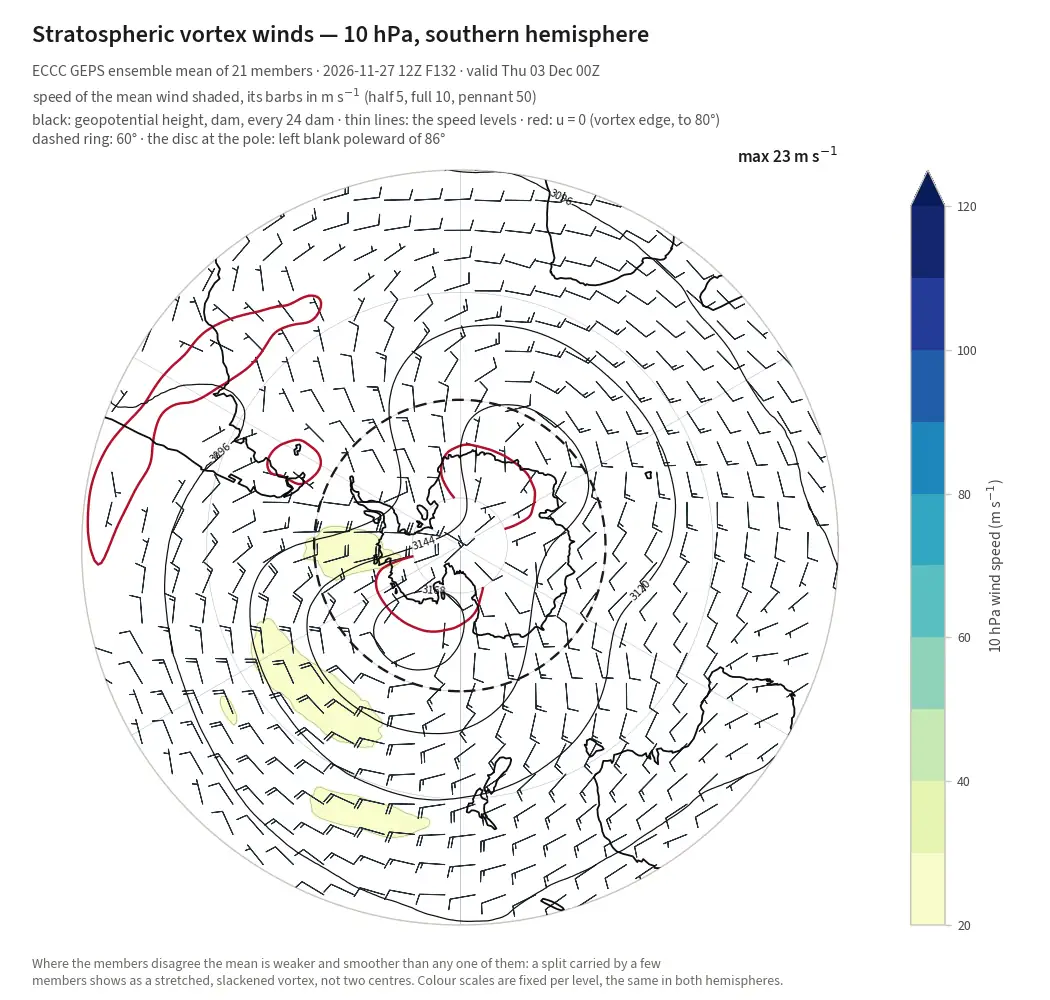 Stratospheric vortex winds — 10 hPa, southern hemisphere
ECCC GEPS ensemble mean of 21 members · 2026-11-27 12Z F132 · valid Thu 03 Dec 00Z
speed of the mean wind shaded, its barbs in m s⁻¹ (half 5, full 10, pennant 50)
black: geopotential height, dam, every 24 dam · thin lines: the speed levels · red: u = 0 (vortex edge, to 80°)
dashed ring: 60° · the disc at the pole: left blank poleward of 86°
max 23 m s⁻¹
3096
3096
3144
3168
3120
120
100
80
60
40
20
10 hPa wind speed (m s⁻¹)
Where the members disagree the mean is weaker and smoother than any one of them: a split carried by a few
members shows as a stretched, slackened vortex, not two centres. Colour scales are fixed per level, the same in both hemispheres.